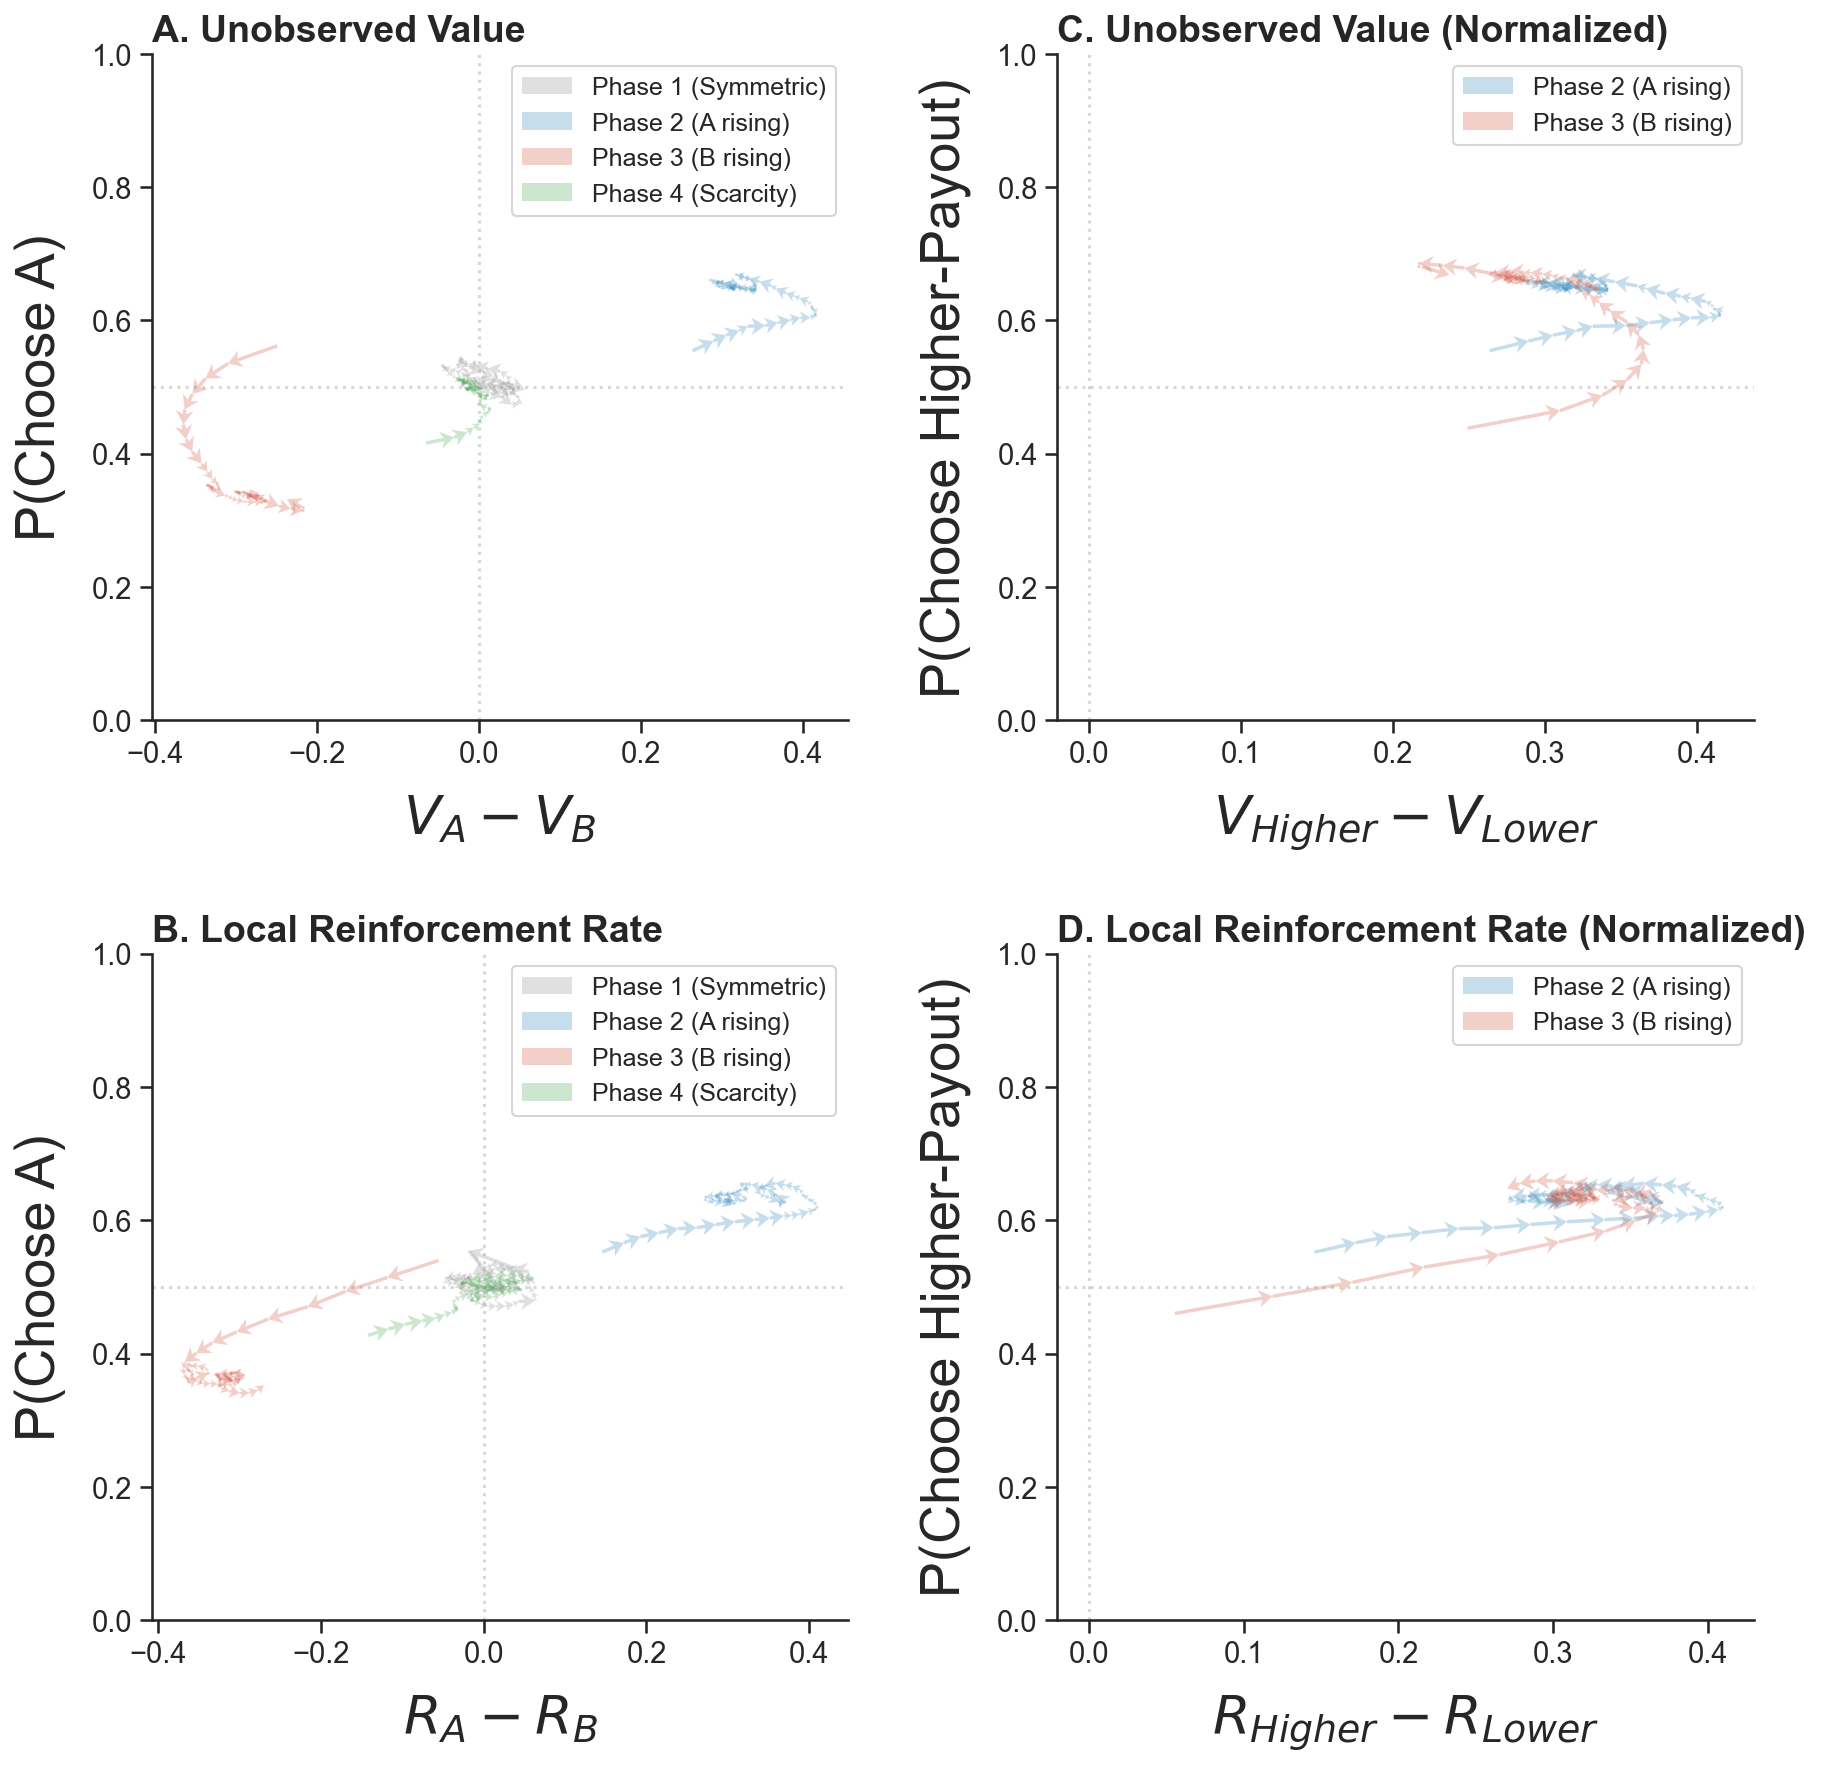 A. Unobserved Value
P(Choose A)
1.0
0.8
0.6
0.4
0.2
0.0
Phase 1 (Symmetric)
Phase 2 (A rising)
Phase 3 (B rising)
Phase 4 (Scarcity)
−0.4 −0.2 0.0 0.2 0.4
V_A − V_B
C. Unobserved Value (Normalized)
P(Choose Higher-Payout)
1.0
0.8
0.6
0.4
0.2
0.0
Phase 2 (A rising)
Phase 3 (B rising)
0.0 0.1 0.2 0.3 0.4
V_Higher − V_Lower
B. Local Reinforcement Rate
P(Choose A)
1.0
0.8
0.6
0.4
0.2
0.0
Phase 1 (Symmetric)
Phase 2 (A rising)
Phase 3 (B rising)
Phase 4 (Scarcity)
−0.4 −0.2 0.0 0.2 0.4
R_A − R_B
D. Local Reinforcement Rate (Normalized)
P(Choose Higher-Payout)
1.0
0.8
0.6
0.4
0.2
0.0
Phase 2 (A rising)
Phase 3 (B rising)
0.0 0.1 0.2 0.3 0.4
R_Higher − R_Lower